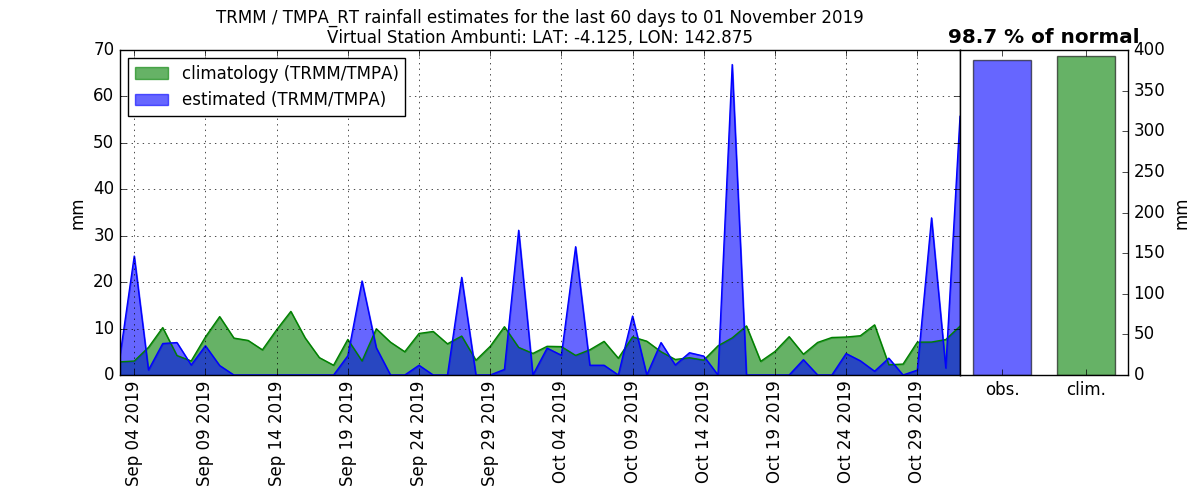 TRMM / TMPA_RT rainfall estimates for the last 60 days to 01 November 2019
Virtual Station Ambunti: LAT: -4.125, LON: 142.875
98.7 % of normal
climatology (TRMM/TMPA)
estimated (TRMM/TMPA)
mm
70
60
50
40
30
20
10
0
Sep 04 2019
Sep 09 2019
Sep 14 2019
Sep 19 2019
Sep 24 2019
Sep 29 2019
Oct 04 2019
Oct 09 2019
Oct 14 2019
Oct 19 2019
Oct 24 2019
Oct 29 2019
obs.
clim.
400
350
300
250
200
150
100
50
0
mm